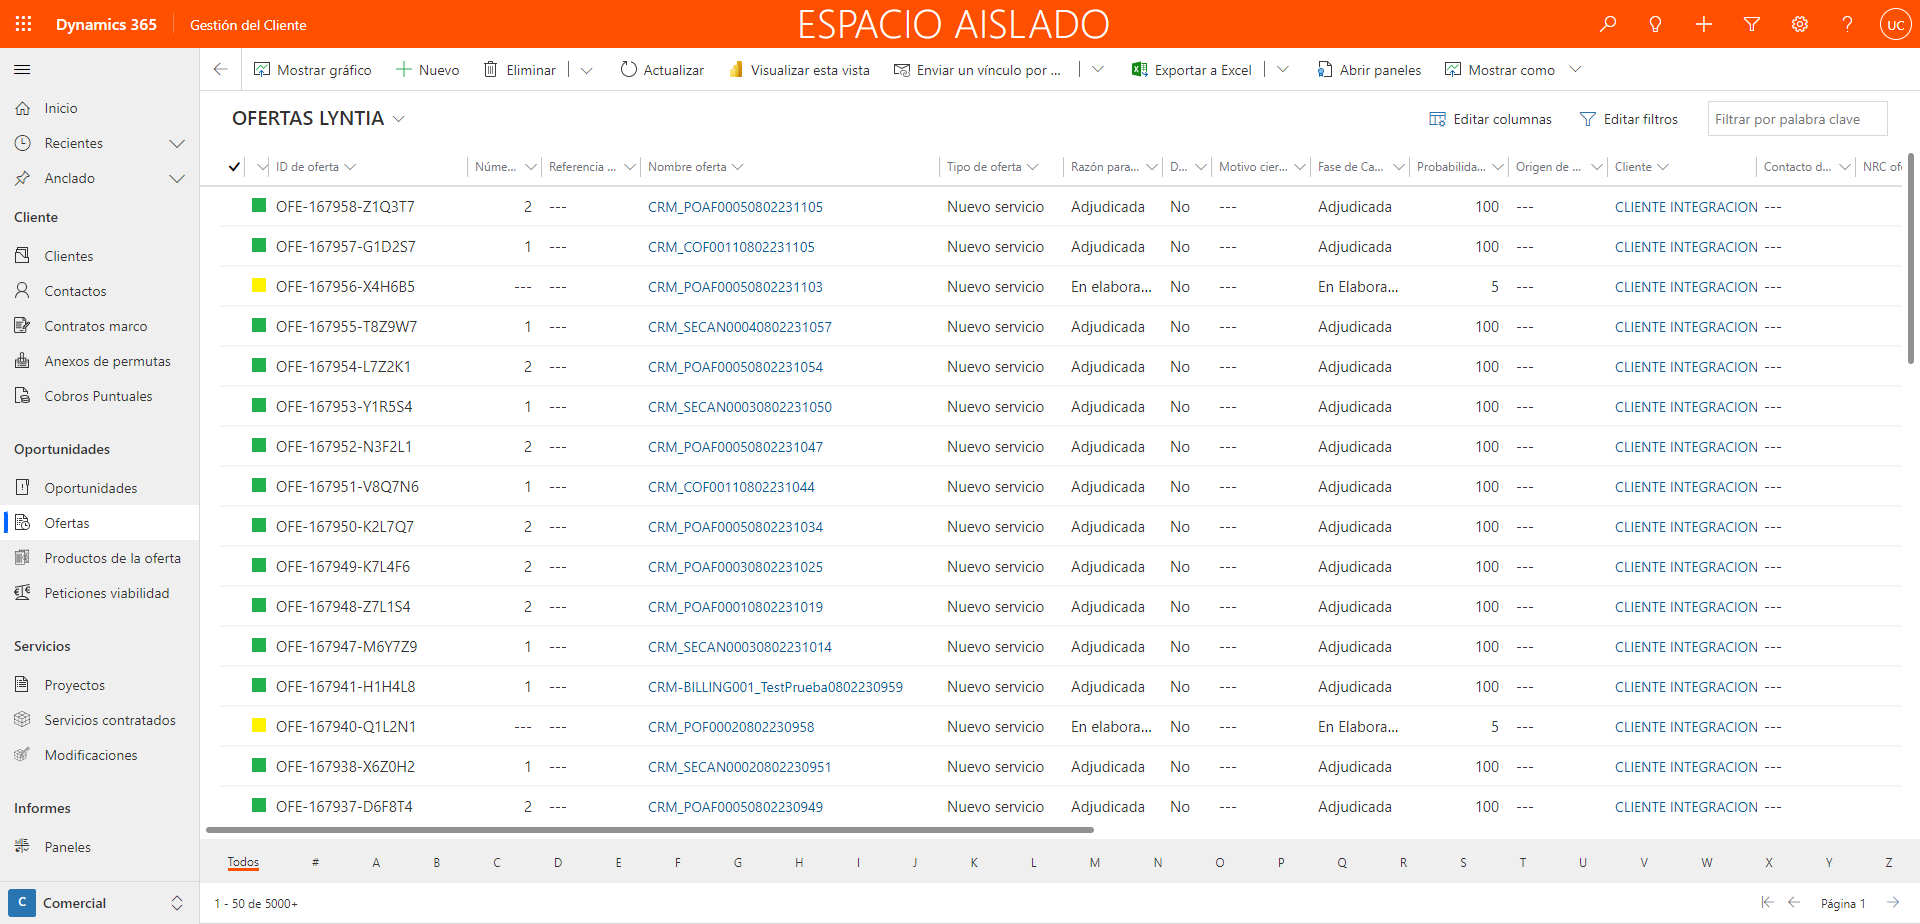 Dynamics 365 Gestión del Cliente ESPACIO AISLADO ? UC
Mostrar gráfico Nuevo Eliminar Actualizar Visualizar esta vista Enviar un vínculo por ... Exportar a Excel Abrir paneles Mostrar como
Inicio
Recientes
Anclado
Cliente
Clientes
Contactos
Contratos marco
Anexos de permutas
Cobros Puntuales
Oportunidades
Oportunidades
Ofertas
Productos de la oferta
Peticiones viabilidad
Servicios
Proyectos
Servicios contratados
Modificaciones
Informes
Paneles
C Comercial
OFERTAS LYNTIA Editar columnas Editar filtros Filtrar por palabra clave
ID de oferta Núme... Referencia ... Nombre oferta Tipo de oferta Razón para... D... Motivo cier... Fase de Ca... Probabilida... Origen de ... Cliente Contacto d... NRC ofe
OFE-167958-Z1Q3T7 2 --- CRM_POAF00050802231105 Nuevo servicio Adjudicada No --- Adjudicada 100 --- CLIENTE INTEGRACION ---
OFE-167957-G1D2S7 1 --- CRM_COF00110802231105 Nuevo servicio Adjudicada No --- Adjudicada 100 --- CLIENTE INTEGRACION ---
OFE-167956-X4H6B5 --- --- CRM_POAF00050802231103 Nuevo servicio En elabora... No --- En Elabora... 5 --- CLIENTE INTEGRACION ---
OFE-167955-T8Z9W7 1 --- CRM_SECAN00040802231057 Nuevo servicio Adjudicada No --- Adjudicada 100 --- CLIENTE INTEGRACION ---
OFE-167954-L7Z2K1 2 --- CRM_POAF00050802231054 Nuevo servicio Adjudicada No --- Adjudicada 100 --- CLIENTE INTEGRACION ---
OFE-167953-Y1R5S4 1 --- CRM_SECAN00030802231050 Nuevo servicio Adjudicada No --- Adjudicada 100 --- CLIENTE INTEGRACION ---
OFE-167952-N3F2L1 2 --- CRM_POAF00050802231047 Nuevo servicio Adjudicada No --- Adjudicada 100 --- CLIENTE INTEGRACION ---
OFE-167951-V8Q7N6 1 --- CRM_COF00110802231044 Nuevo servicio Adjudicada No --- Adjudicada 100 --- CLIENTE INTEGRACION ---
OFE-167950-K2L7Q7 2 --- CRM_POAF00050802231034 Nuevo servicio Adjudicada No --- Adjudicada 100 --- CLIENTE INTEGRACION ---
OFE-167949-K7L4F6 2 --- CRM_POAF00030802231025 Nuevo servicio Adjudicada No --- Adjudicada 100 --- CLIENTE INTEGRACION ---
OFE-167948-Z7L1S4 2 --- CRM_POAF00010802231019 Nuevo servicio Adjudicada No --- Adjudicada 100 --- CLIENTE INTEGRACION ---
OFE-167947-M6Y7Z9 1 --- CRM_SECAN00030802231014 Nuevo servicio Adjudicada No --- Adjudicada 100 --- CLIENTE INTEGRACION ---
OFE-167941-H1H4L8 1 --- CRM-BILLING001_TestPrueba0802230959 Nuevo servicio Adjudicada No --- Adjudicada 100 --- CLIENTE INTEGRACION ---
OFE-167940-Q1L2N1 --- --- CRM_POF00020802230958 Nuevo servicio En elabora... No --- En Elabora... 5 --- CLIENTE INTEGRACION ---
OFE-167938-X6Z0H2 1 --- CRM_SECAN00020802230951 Nuevo servicio Adjudicada No --- Adjudicada 100 --- CLIENTE INTEGRACION ---
OFE-167937-D6F8T4 2 --- CRM_POAF00050802230949 Nuevo servicio Adjudicada No --- Adjudicada 100 --- CLIENTE INTEGRACION ---
Todos # A B C D E F G H I J K L M N O P Q R S T U V W X Y Z
1 - 50 de 5000+ Página 1